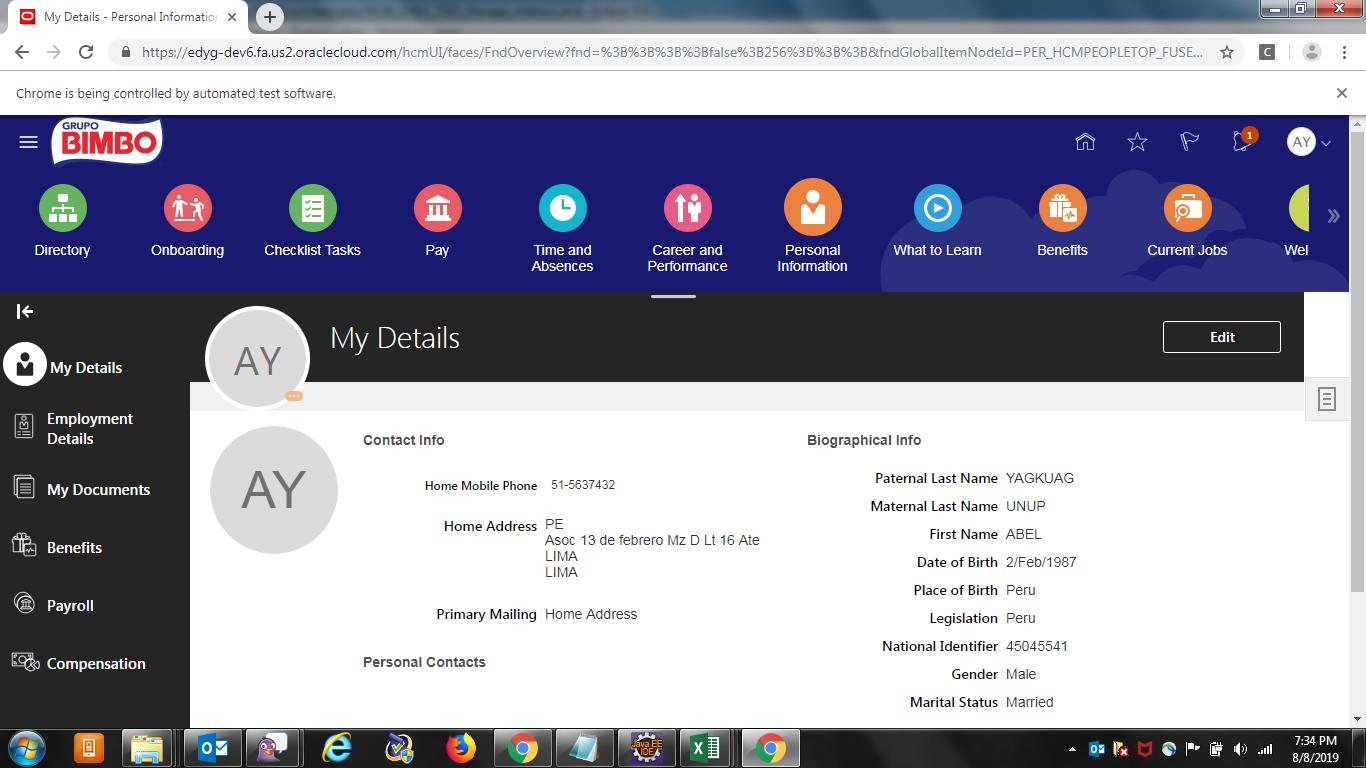 My Details - Personal Information
https://edyg-dev6.fa.us2.oraclecloud.com/hcmUI/faces/FndOverview?fnd=%3B%3B%3B%3Bfalse%3B256%3B%3B%3B&fndGlobalItemNodeId=PER_HCMPEOPLETOP_FUSE...
C
Chrome is being controlled by automated test software.
GRUPO
BIMBO
1
AY
Directory
Onboarding
Checklist Tasks
Pay
Time and
Absences
Career and
Performance
Personal
Information
What to Learn
Benefits
Current Jobs
Wel
My Details
Employment
Details
My Documents
Benefits
Payroll
Compensation
AY
My Details
Edit
AY
Contact Info
Home Mobile Phone 51-5637432
Home Address PE
Asoc 13 de febrero Mz D Lt 16 Ate
LIMA
LIMA
Primary Mailing Home Address
Personal Contacts
Biographical Info
Paternal Last Name YAGKUAG
Maternal Last Name UNUP
First Name ABEL
Date of Birth 2/Feb/1987
Place of Birth Peru
Legislation Peru
National Identifier 45045541
Gender Male
Marital Status Married
Java EE
IDE
7:34 PM
8/8/2019